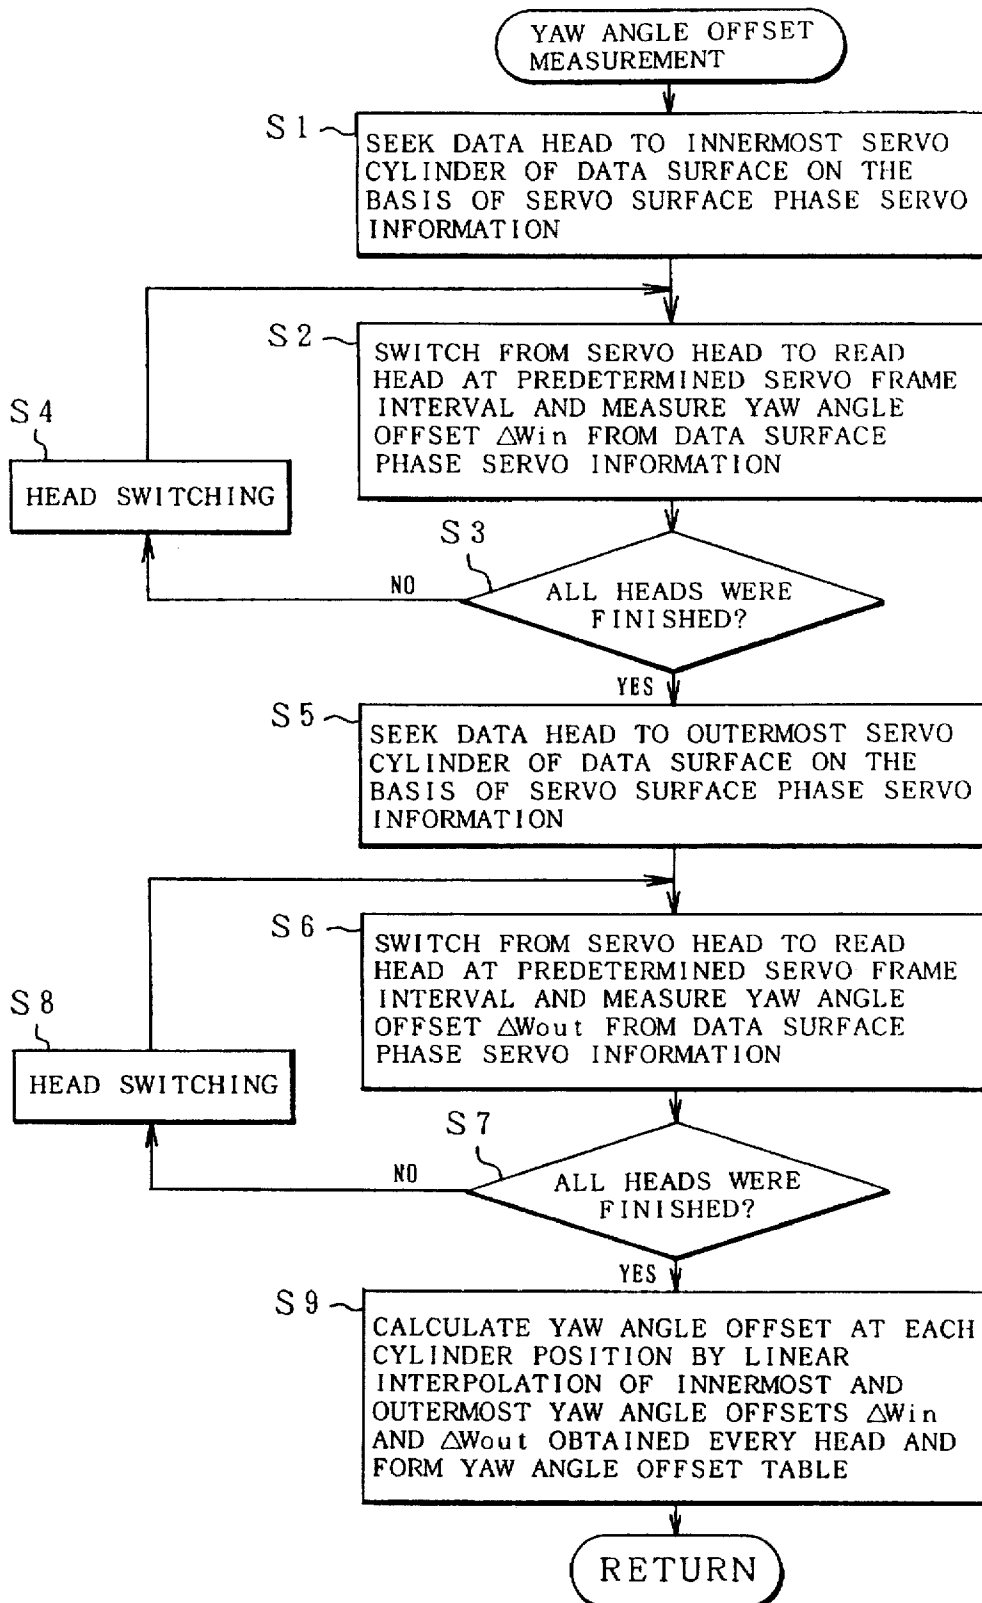 YAW ANGLE OFFSET
MEASUREMENT
S1
SEEK DATA HEAD TO INNERMOST SERVO
CYLINDER OF DATA SURFACE ON THE
BASIS OF SERVO SURFACE PHASE SERVO
INFORMATION
S2
SWITCH FROM SERVO HEAD TO READ
HEAD AT PREDETERMINED SERVO FRAME
INTERVAL AND MEASURE YAW ANGLE
OFFSET △Win FROM DATA SURFACE
PHASE SERVO INFORMATION
S4
HEAD SWITCHING
S3
NO
ALL HEADS WERE
FINISHED?
YES
S5
SEEK DATA HEAD TO OUTERMOST SERVO
CYLINDER OF DATA SURFACE ON THE
BASIS OF SERVO SURFACE PHASE SERVO
INFORMATION
S6
SWITCH FROM SERVO HEAD TO READ
HEAD AT PREDETERMINED SERVO FRAME
INTERVAL AND MEASURE YAW ANGLE
OFFSET △Wout FROM DATA SURFACE
PHASE SERVO INFORMATION
S8
HEAD SWITCHING
S7
NO
ALL HEADS WERE
FINISHED?
YES
S9
CALCULATE YAW ANGLE OFFSET AT EACH
CYLINDER POSITION BY LINEAR
INTERPOLATION OF INNERMOST AND
OUTERMOST YAW ANGLE OFFSETS △Win
AND △Wout OBTAINED EVERY HEAD AND
FORM YAW ANGLE OFFSET TABLE
RETURN